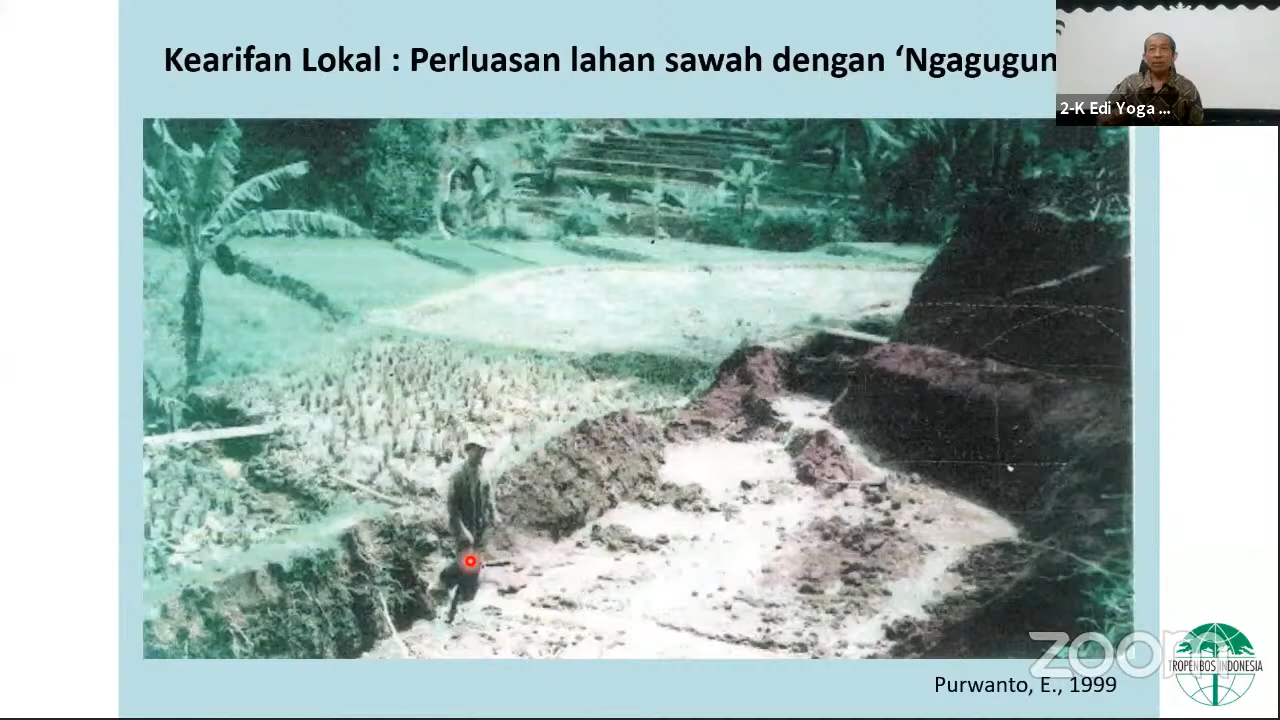 Kearifan Lokal : Perluasan lahan sawah dengan ‘Ngagugun
2-K Edi Yoga ...
zoom
TROPENBOS INDONESIA
Purwanto, E., 1999